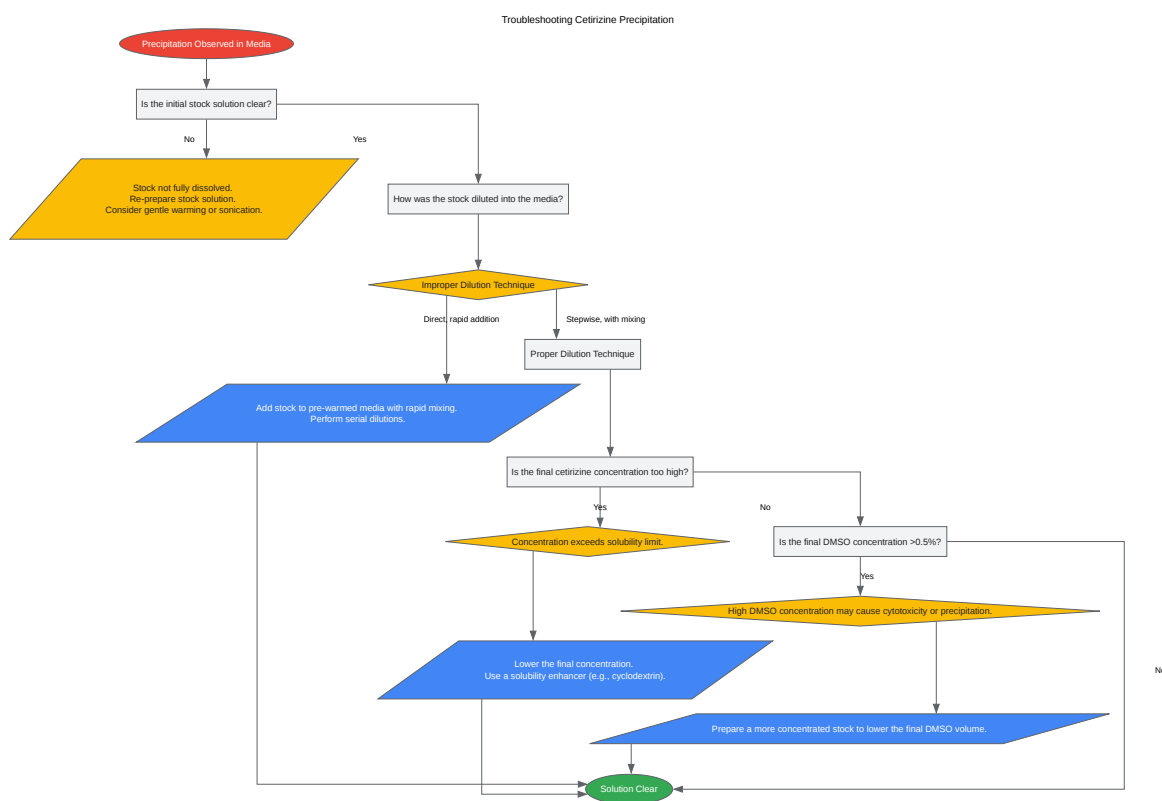 Troubleshooting Cetirizine Precipitation
Precipitation Observed in Media
Is the initial stock solution clear?
No
Yes
Stock not fully dissolved.
Re-prepare stock solution.
Consider gentle warming or sonication.
How was the stock diluted into the media?
Improper Dilution Technique
Direct, rapid addition
Stepwise, with mixing
Proper Dilution Technique
Add stock to pre-warmed media with rapid mixing.
Perform serial dilutions.
Is the final cetirizine concentration too high?
Yes
No
Concentration exceeds solubility limit.
Is the final DMSO concentration >0.5%?
Yes
High DMSO concentration may cause cytotoxicity or precipitation.
Lower the final concentration.
Use a solubility enhancer (e.g., cyclodextrin).
Prepare a more concentrated stock to lower the final DMSO volume.
Solution Clear